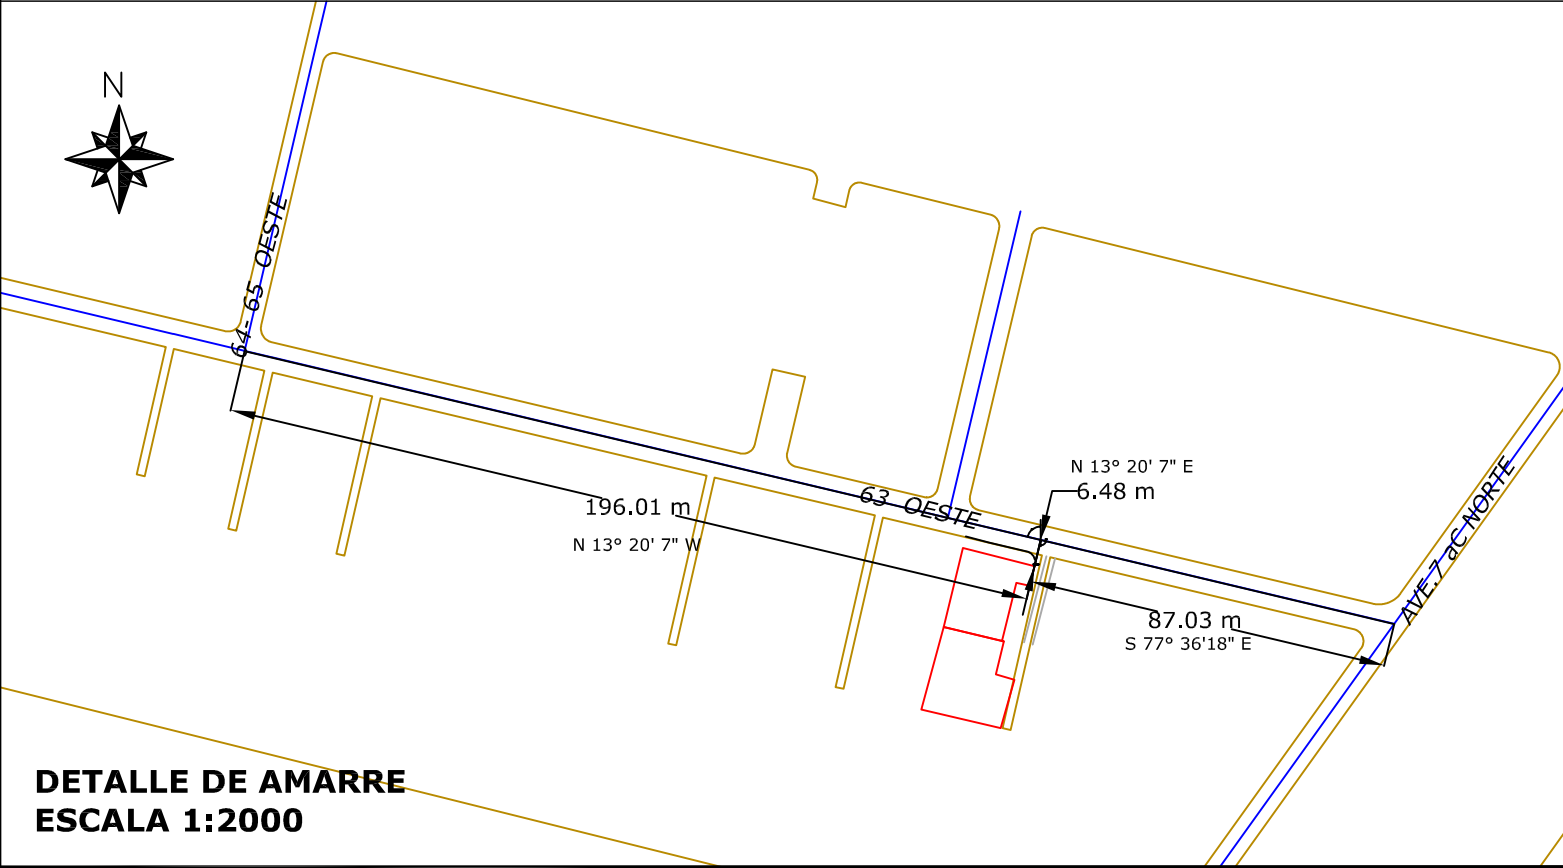 N
64- 65 OESTE
N 13° 20' 7" E
6.48 m
63 OESTE
196.01 m
N 13° 20' 7" W
AVE.7 aC NORTE
87.03 m
S 77° 36'18" E
DETALLE DE AMARRE
ESCALA 1:2000